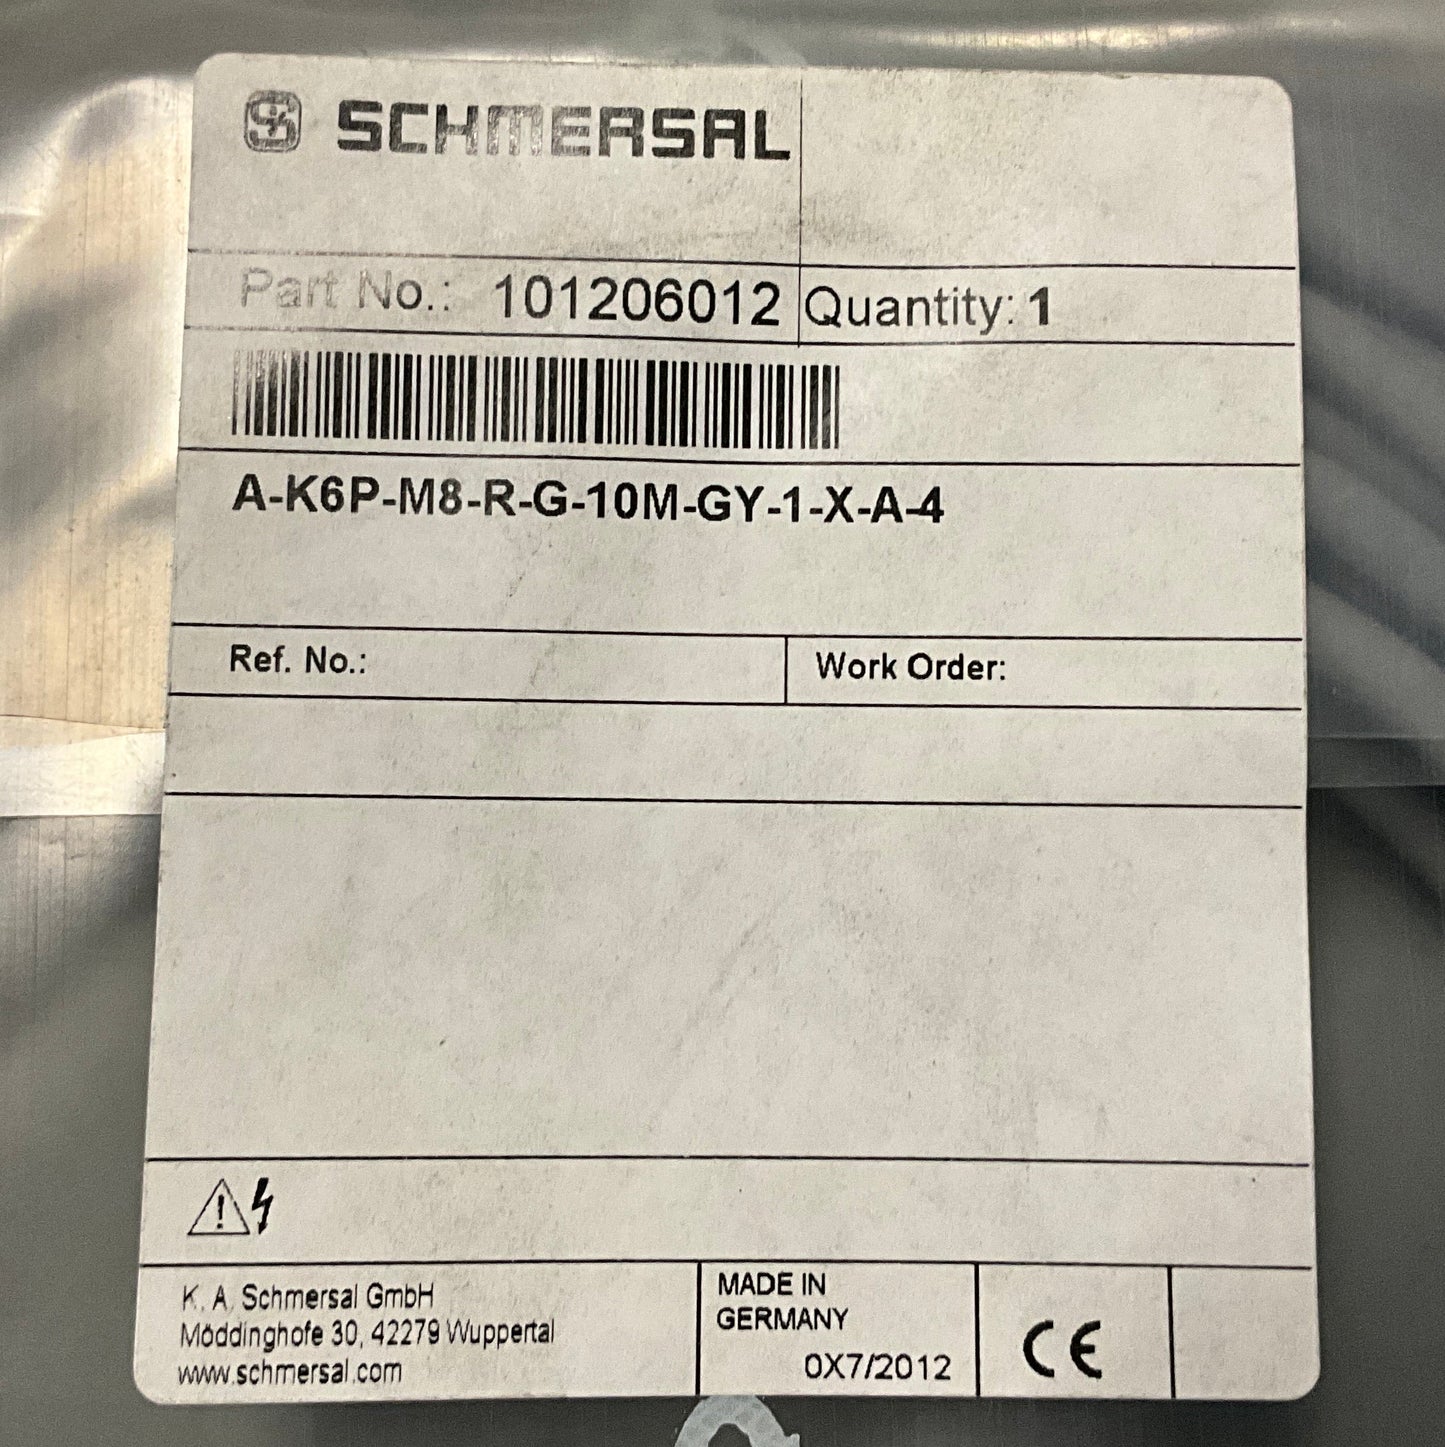 SCHMERSAL
Part No.: 101206012 Quantity: 1
A-K6P-M8-R-G-10M-GY-1-X-A-4
Ref. No.: Work Order:
K. A. Schmersal GmbH
Möddinghofe 30, 42279 Wuppertal
www.schmersal.com
MADE IN
GERMANY
0X7/2012
CE